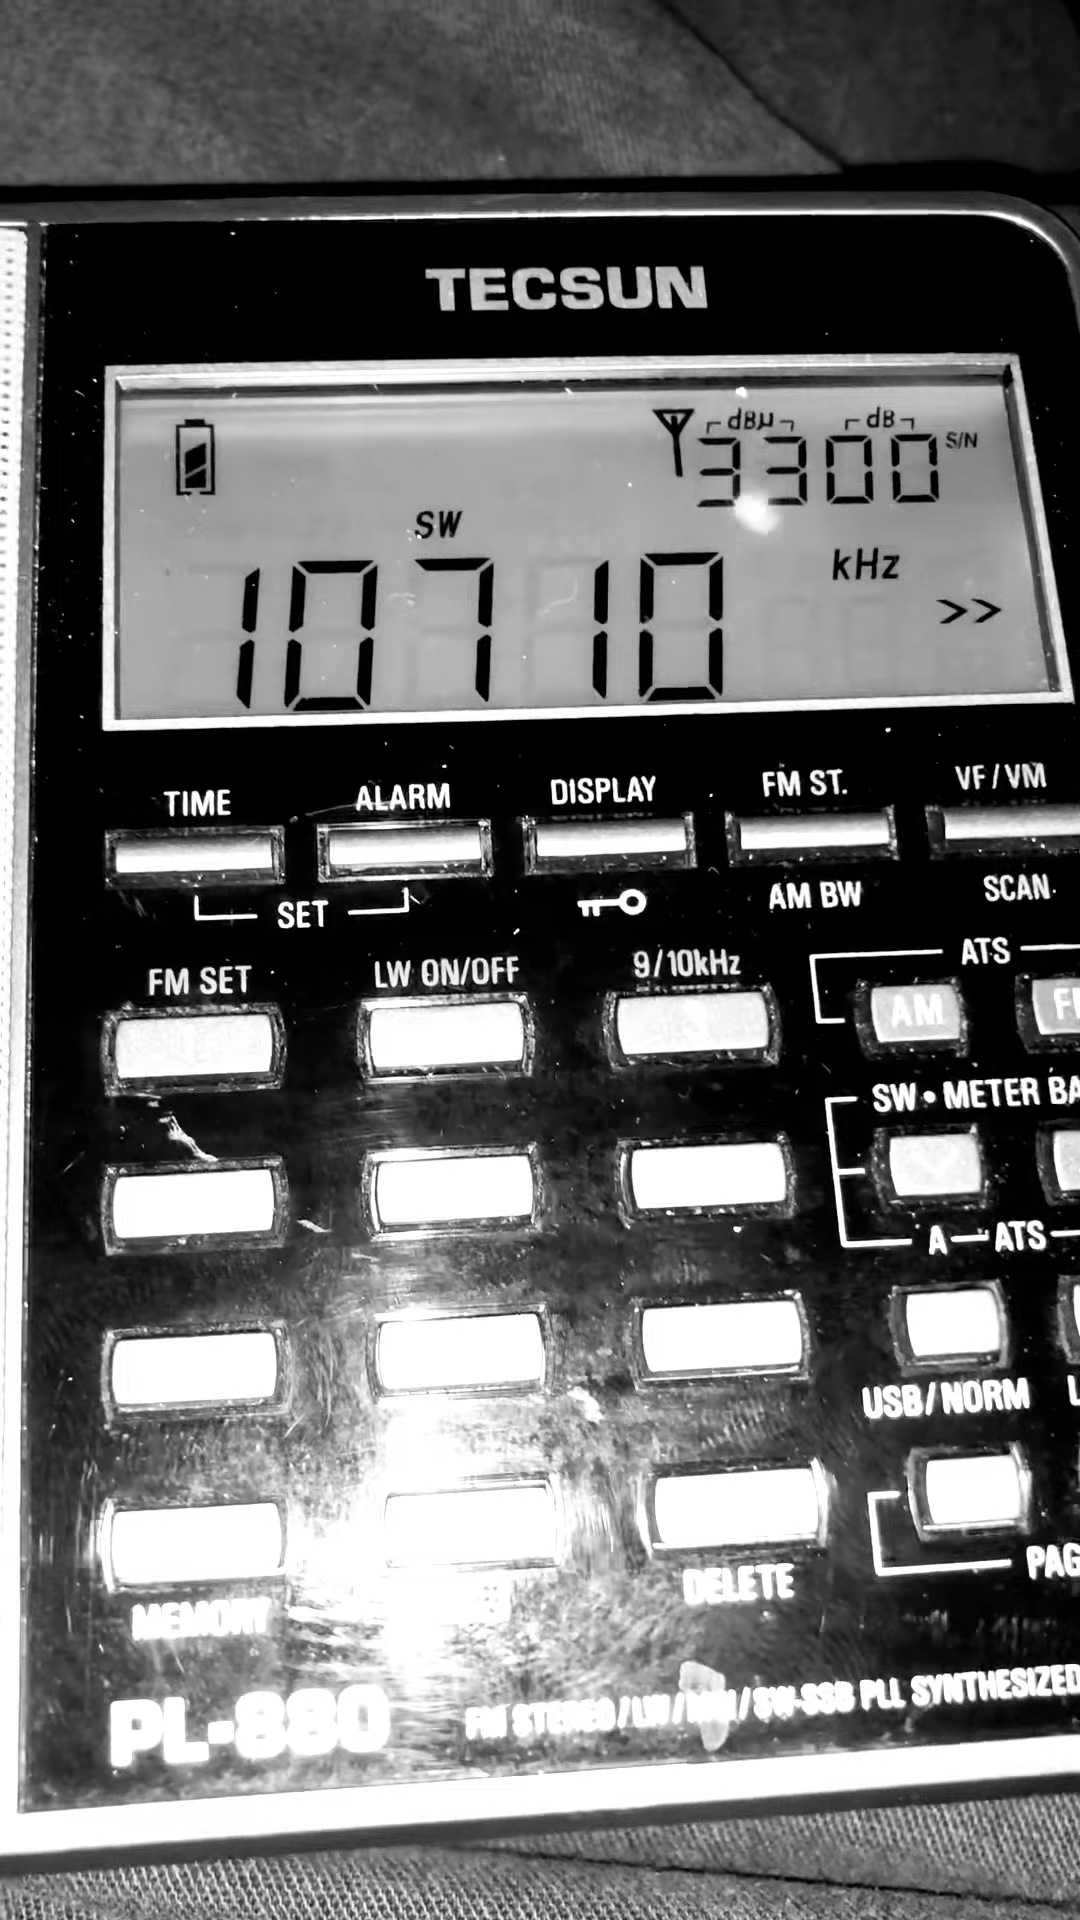 TECSUN
dBµ dB
3300 S/N
SW
kHz
10710
>>
TIME ALARM DISPLAY FM ST. VF/VM
SET AM BW SCAN
FM SET LW ON/OFF 9/10kHz ATS
AM
SW•METER
A ATS
USB/NORM
MEMORY DELETE
PL-880 FM STEREO/LW/MW/SW-SSB PLL SYNTHESIZED